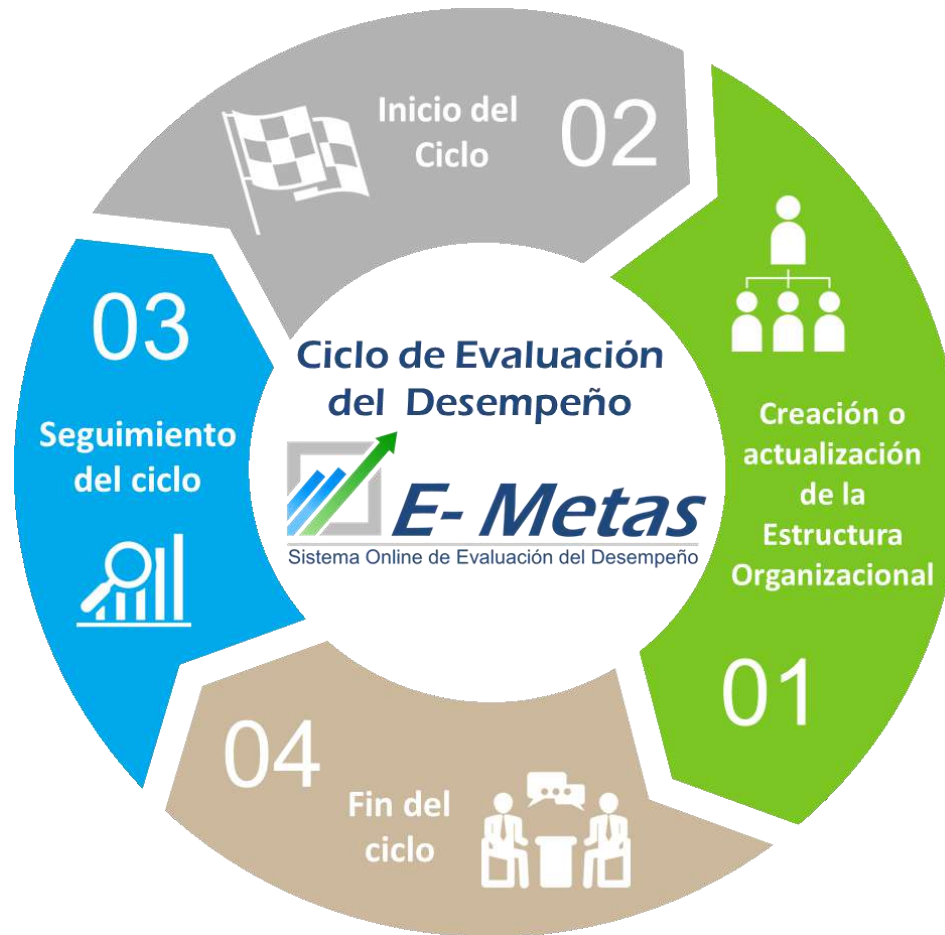 Inicio del
Ciclo
02
03
Seguimiento
del ciclo
Ciclo de Evaluación
del Desempeño
E- Metas
Sistema Online de Evaluación del Desempeño
Creación o
actualización
de la
Estructura
Organizacional
01
04
Fin del
ciclo